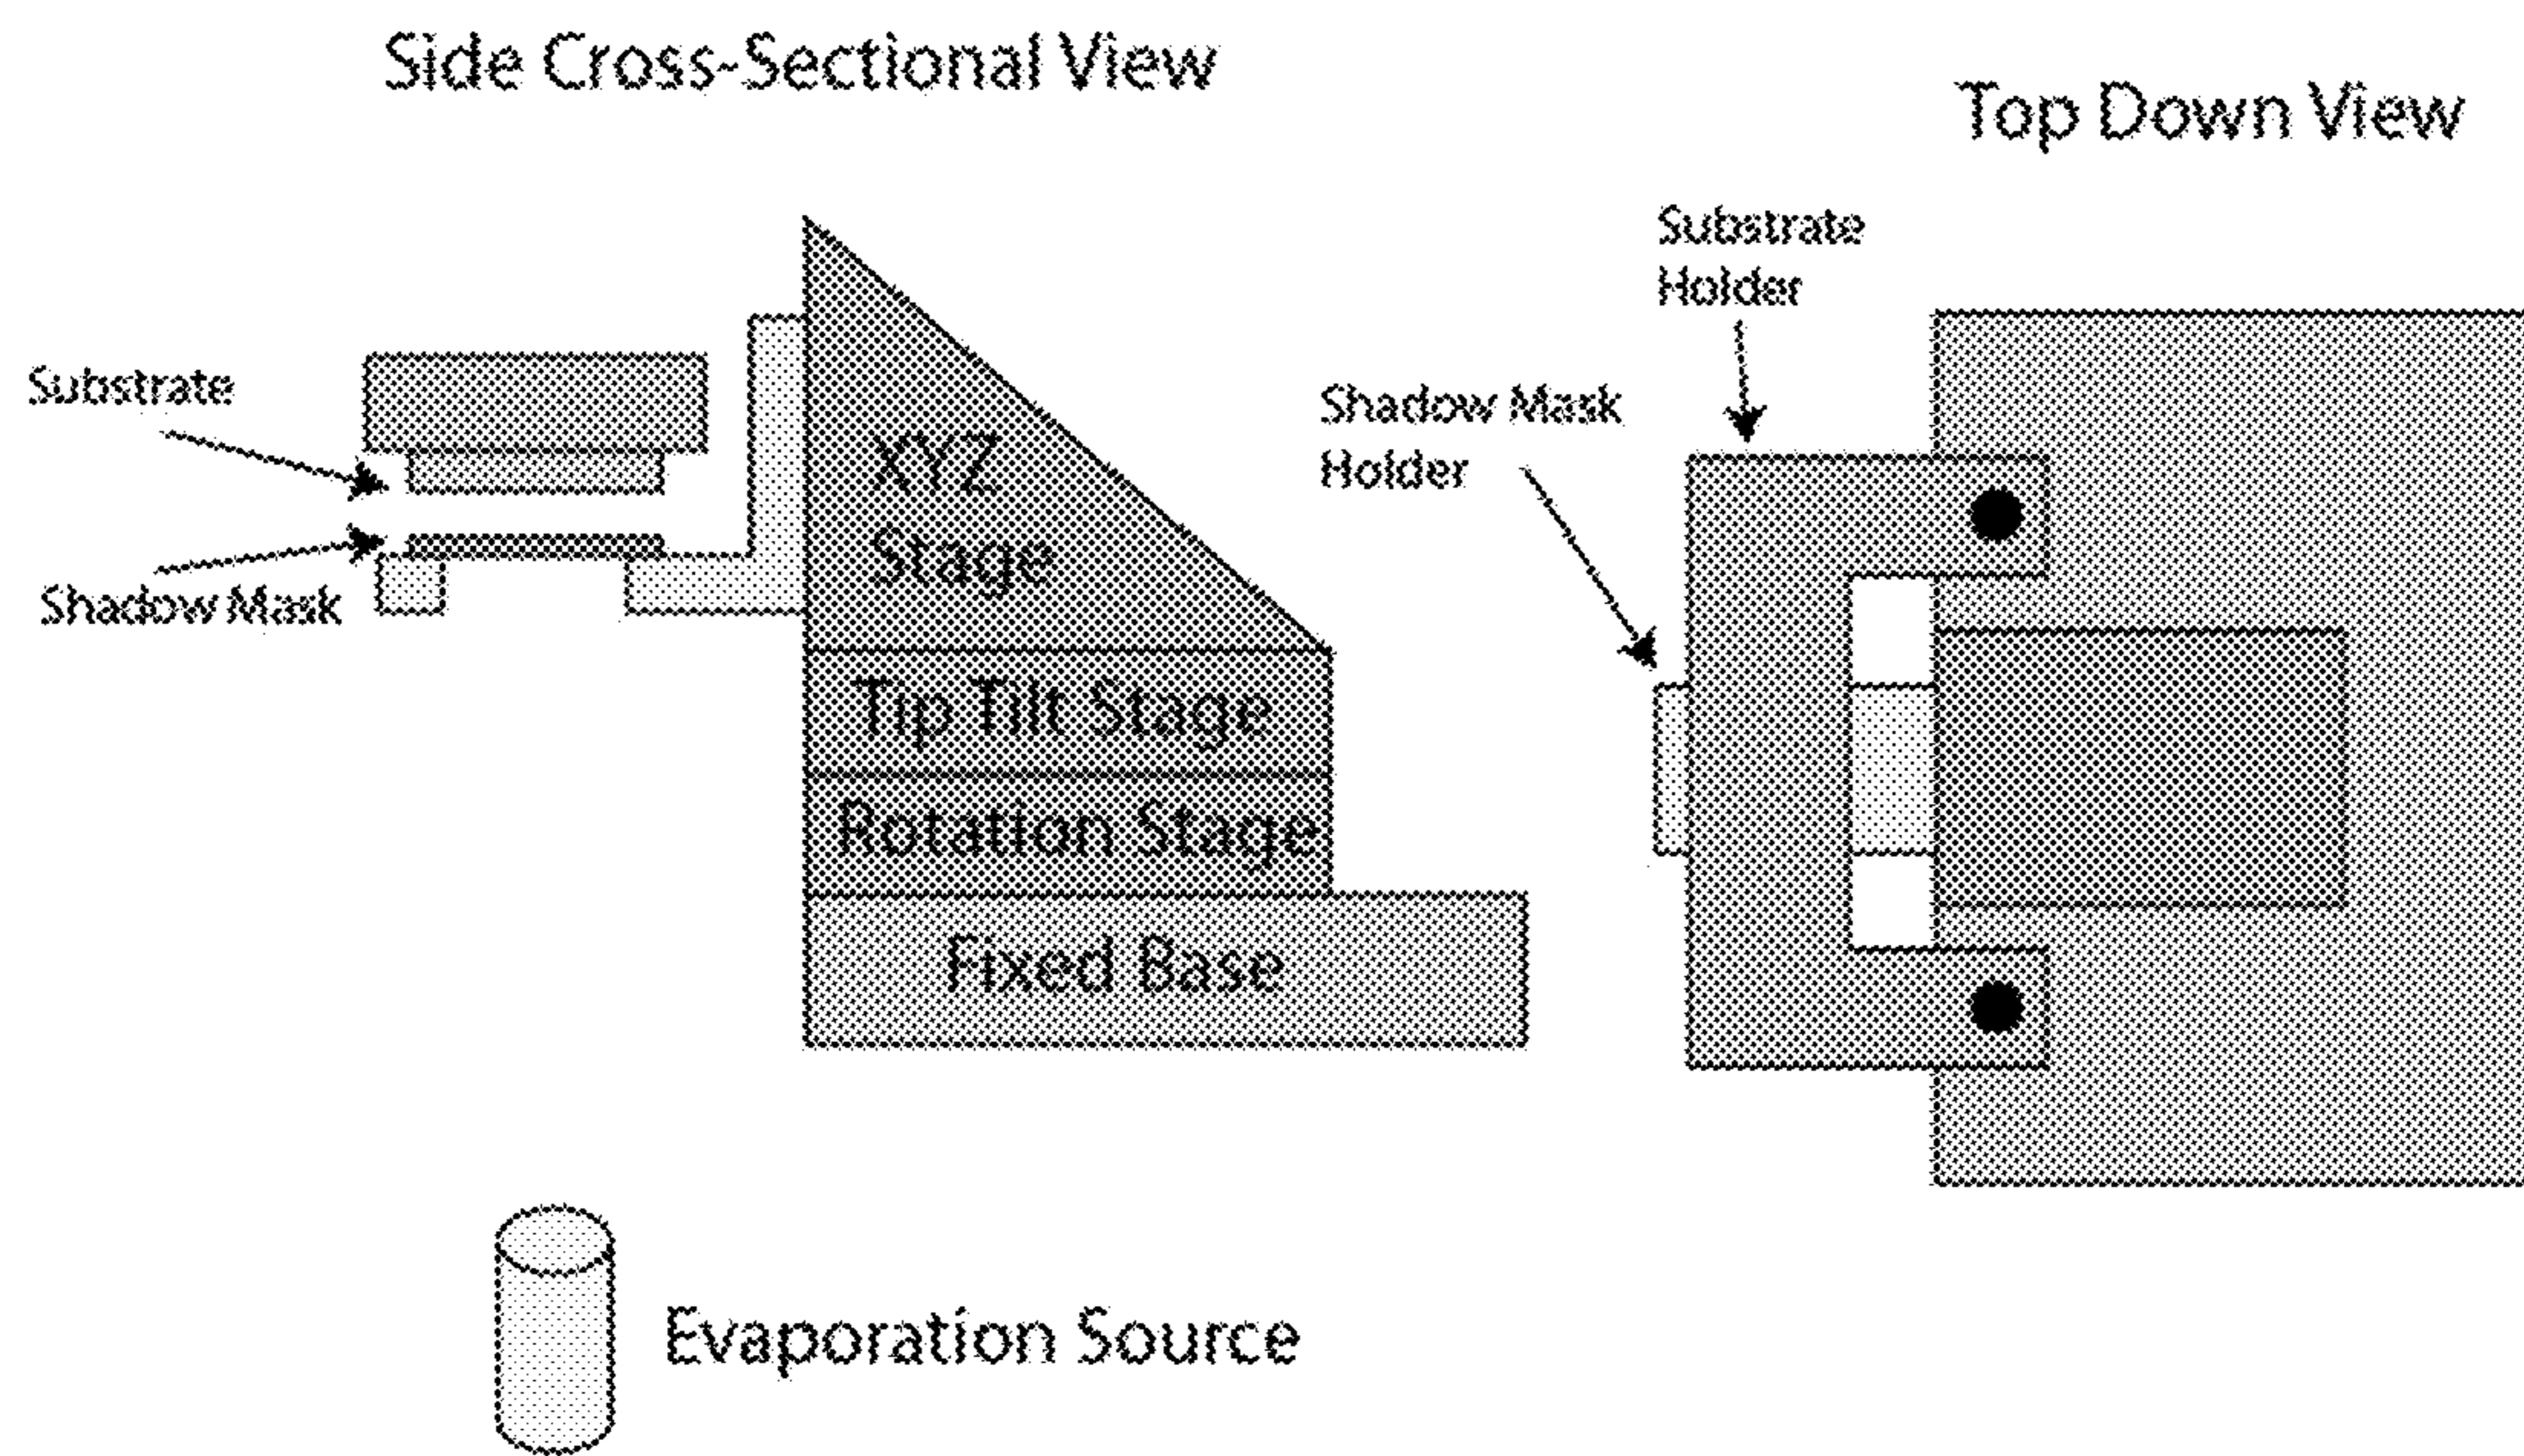 Side Cross-Sectional View
Top Down View
Substrate
Holder
Substrate
Shadow Mask
Holder
XYZ
Stage
Shadow Mask
Tip Tilt Stage
Rotation Stage
Fixed Base
Evaporation Source